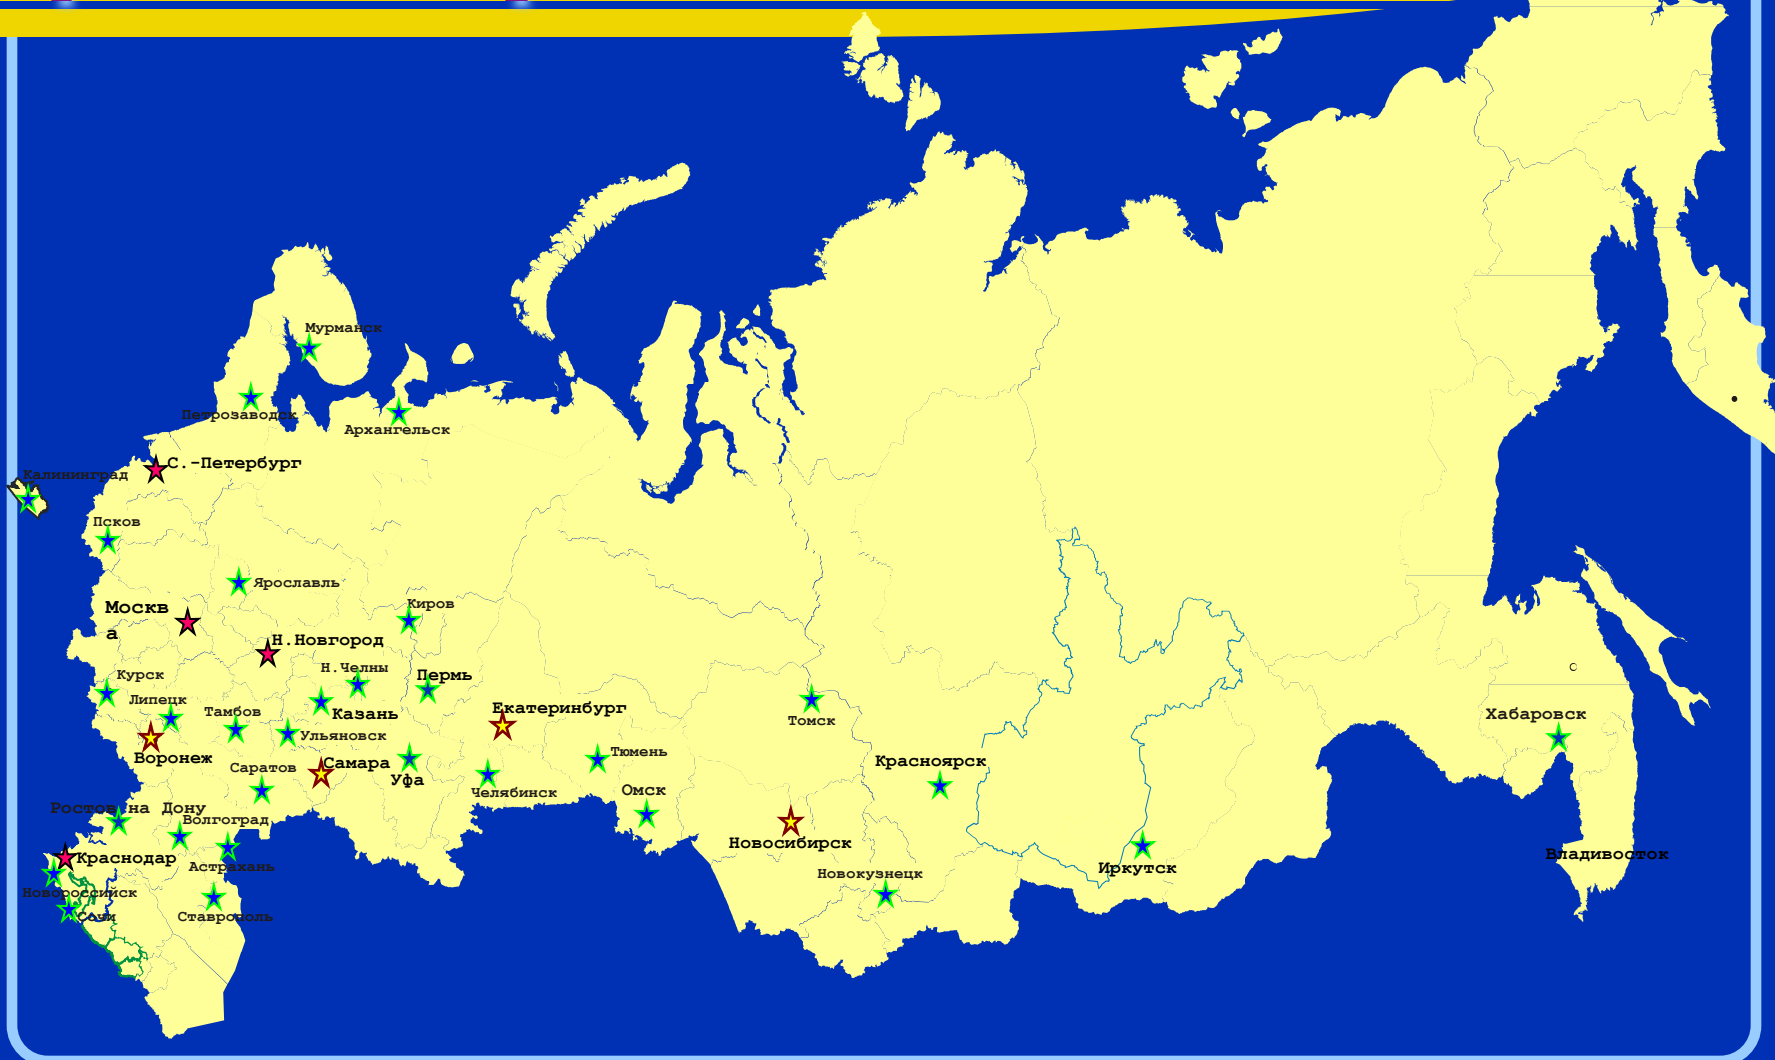 Мурманск
Петрозаводск
Архангельск
С.-Петербург
Калининград
Псков
Ярославль
Киров
Москв
а
Н.Новгород
Н.Челны
Курск
Пермь
Липецк
Тамбов
Казань
Екатеринбург
Томск
Хабаровск
Ульяновск
Воронеж
Тюмень
Саратов
Самара
Уфа
Красноярск
Челябинск
Омск
Ростов на Дону
Волгоград
Новосибирск
Краснодар
Владивосток
Астрахань
Иркутск
Новокузнецк
Новороссийск
Сочи
Ставрополь